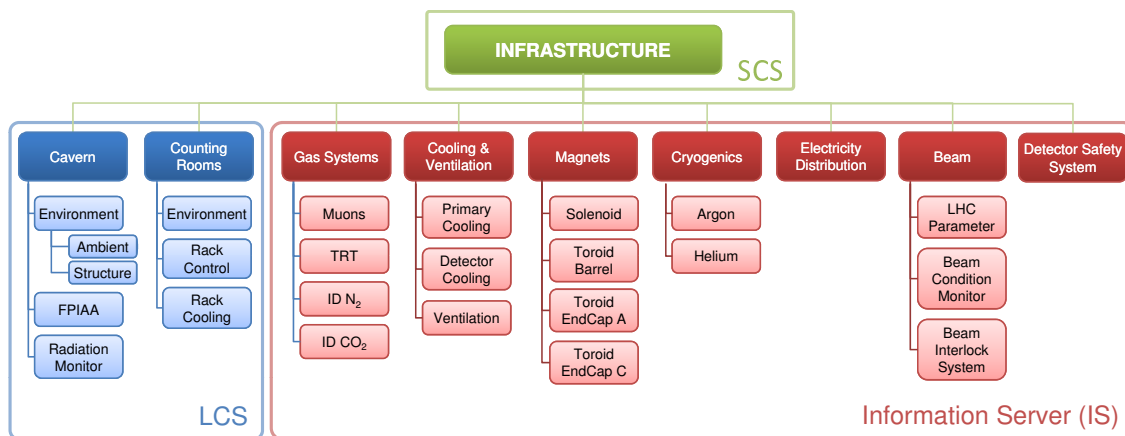 INFRASTRUCTURE
SCS
Cavern
Counting
Rooms
Gas Systems
Cooling &
Ventilation
Magnets
Cryogenics
Electricity
Distribution
Beam
Detector Safety
System
Environment
Ambient
Structure
FPIAA
Radiation
Monitor
Environment
Rack
Control
Rack
Cooling
Muons
TRT
ID N₂
ID CO₂
Primary
Cooling
Detector
Cooling
Ventilation
Solenoid
Toroid
Barrel
Toroid
EndCap A
Toroid
EndCap C
Argon
Helium
LHC
Parameter
Beam
Condition
Monitor
Beam
Interlock
System
LCS
Information Server (IS)